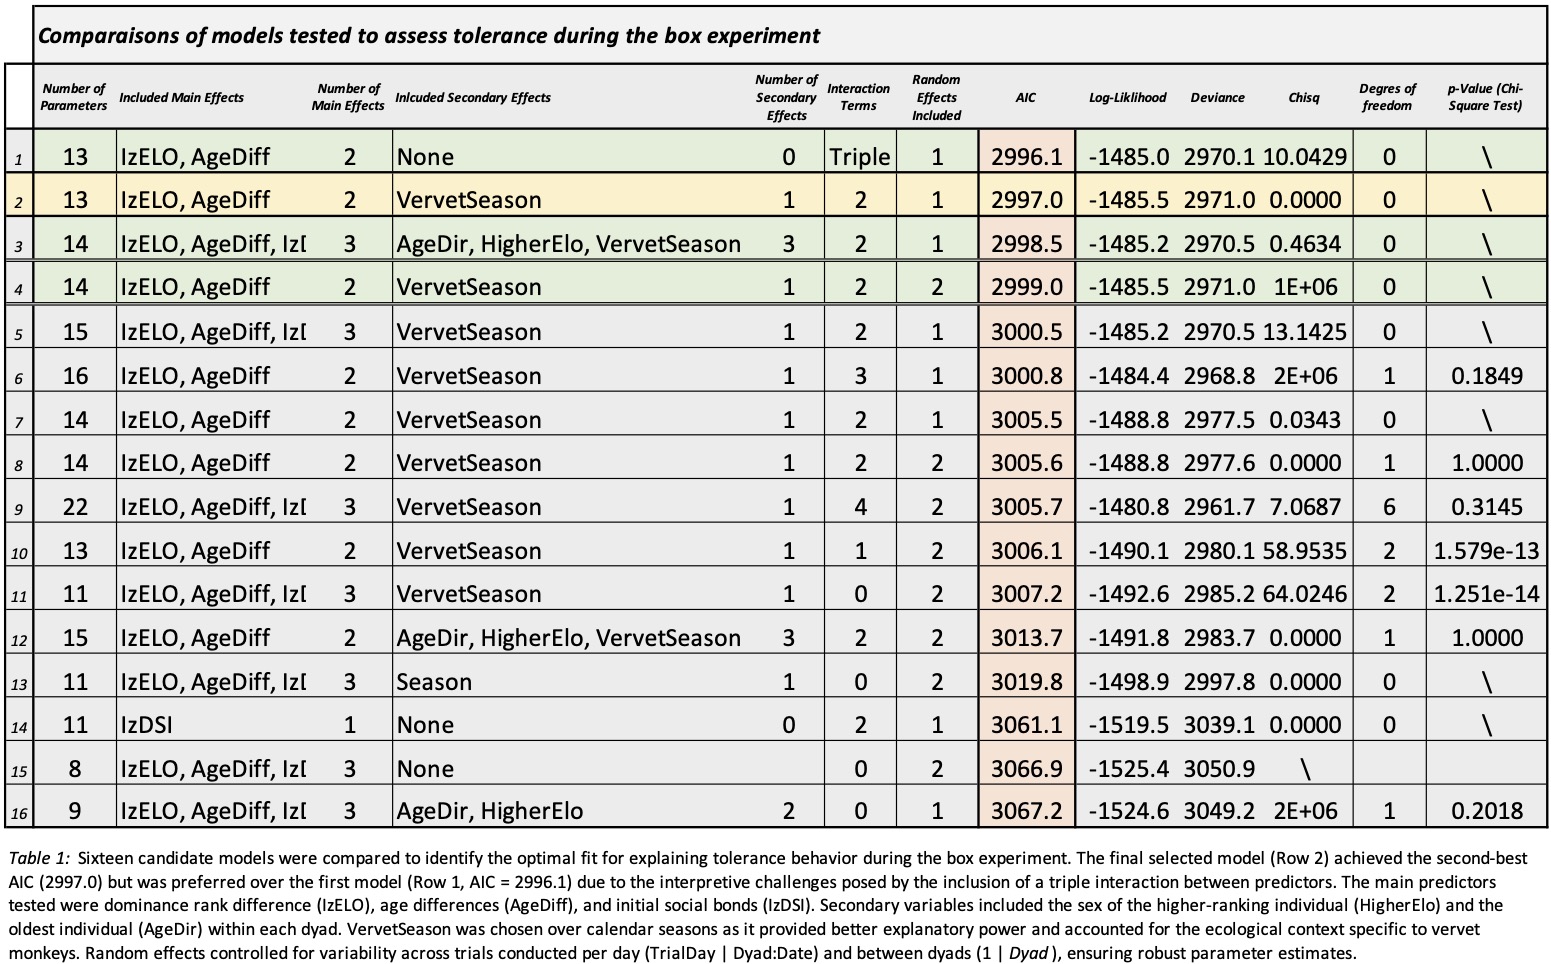 Comparaisons of models tested to assess tolerance during the box experiment
Number of Parameters Included Main Effects Number of Main Effects Inlcuded Secondary Effects Number of Secondary Effects Interaction Terms Random Effects Included AIC Log-Liklihood Deviance Chisq Degres of freedom p-Value (Chi-Square Test)
1 13 IzELO, AgeDiff 2 None 0 Triple 1 2996.1 -1485.0 2970.1 10.0429 0 \
2 13 IzELO, AgeDiff 2 VervetSeason 1 2 1 2997.0 -1485.5 2971.0 0.0000 0 \
3 14 IzELO, AgeDiff, IzD 3 AgeDir, HigherElo, VervetSeason 3 2 1 2998.5 -1485.2 2970.5 0.4634 0 \
4 14 IzELO, AgeDiff 2 VervetSeason 1 2 2 2999.0 -1485.5 2971.0 1E+06 0 \
5 15 IzELO, AgeDiff, IzD 3 VervetSeason 1 2 1 3000.5 -1485.2 2970.5 13.1425 0 \
6 16 IzELO, AgeDiff 2 VervetSeason 1 3 1 3000.8 -1484.4 2968.8 2E+06 1 0.1849
7 14 IzELO, AgeDiff 2 VervetSeason 1 2 1 3005.5 -1488.8 2977.5 0.0343 0 \
8 14 IzELO, AgeDiff 2 VervetSeason 1 2 2 3005.6 -1488.8 2977.6 0.0000 1 1.0000
9 22 IzELO, AgeDiff, IzD 3 VervetSeason 1 4 2 3005.7 -1480.8 2961.7 7.0687 6 0.3145
10 13 IzELO, AgeDiff 2 VervetSeason 1 1 2 3006.1 -1490.1 2980.1 58.9535 2 1.579e-13
11 11 IzELO, AgeDiff, IzD 3 VervetSeason 1 0 2 3007.2 -1492.6 2985.2 64.0246 2 1.251e-14
12 15 IzELO, AgeDiff 2 AgeDir, HigherElo, VervetSeason 3 2 2 3013.7 -1491.8 2983.7 0.0000 1 1.0000
13 11 IzELO, AgeDiff, IzD 3 Season 1 0 2 3019.8 -1498.9 2997.8 0.0000 0 \
14 11 IzDSI 1 None 0 2 1 3061.1 -1519.5 3039.1 0.0000 0 \
15 8 IzELO, AgeDiff, IzD 3 None 0 2 3066.9 -1525.4 3050.9 \
16 9 IzELO, AgeDiff, IzD 3 AgeDir, HigherElo 2 0 1 3067.2 -1524.6 3049.2 2E+06 1 0.2018
Table 1: Sixteen candidate models were compared to identify the optimal fit for explaining tolerance behavior during the box experiment. The final selected model (Row 2) achieved the second-best
AIC (2997.0) but was preferred over the first model (Row 1, AIC = 2996.1) due to the interpretive challenges posed by the inclusion of a triple interaction between predictors. The main predictors
tested were dominance rank difference (IzELO), age differences (AgeDiff), and initial social bonds (IzDSI). Secondary variables included the sex of the higher-ranking individual (HigherElo) and the
oldest individual (AgeDir) within each dyad. VervetSeason was chosen over calendar seasons as it provided better explanatory power and accounted for the ecological context specific to vervet
monkeys. Random effects controlled for variability across trials conducted per day (TrialDay | Dyad:Date) and between dyads (1 | Dyad ), ensuring robust parameter estimates.